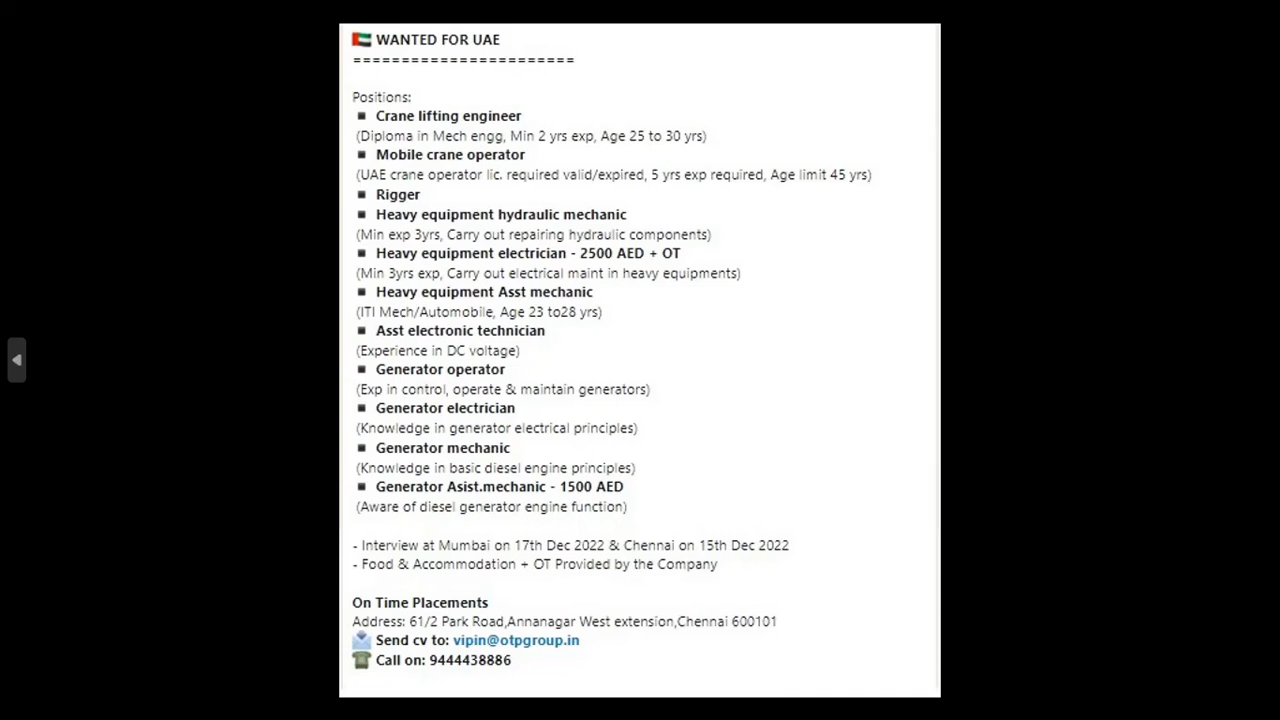 🇦🇪 WANTED FOR UAE
=======================
Positions:
▪ Crane lifting engineer
(Diploma in Mech engg, Min 2 yrs exp, Age 25 to 30 yrs)
▪ Mobile crane operator
(UAE crane operator lic. required valid/expired, 5 yrs exp required, Age limit 45 yrs)
▪ Rigger
▪ Heavy equipment hydraulic mechanic
(Min exp 3yrs, Carry out repairing hydraulic components)
▪ Heavy equipment electrician - 2500 AED + OT
(Min 3yrs exp, Carry out electrical maint in heavy equipments)
▪ Heavy equipment Asst mechanic
(ITI Mech/Automobile, Age 23 to28 yrs)
▪ Asst electronic technician
(Experience in DC voltage)
▪ Generator operator
(Exp in control, operate & maintain generators)
▪ Generator electrician
(Knowledge in generator electrical principles)
▪ Generator mechanic
(Knowledge in basic diesel engine principles)
▪ Generator Asist.mechanic - 1500 AED
(Aware of diesel generator engine function)
- Interview at Mumbai on 17th Dec 2022 & Chennai on 15th Dec 2022
- Food & Accommodation + OT Provided by the Company
On Time Placements
Address: 61/2 Park Road,Annanagar West extension,Chennai 600101
Send cv to: vipin@otpgroup.in
Call on: 9444438886